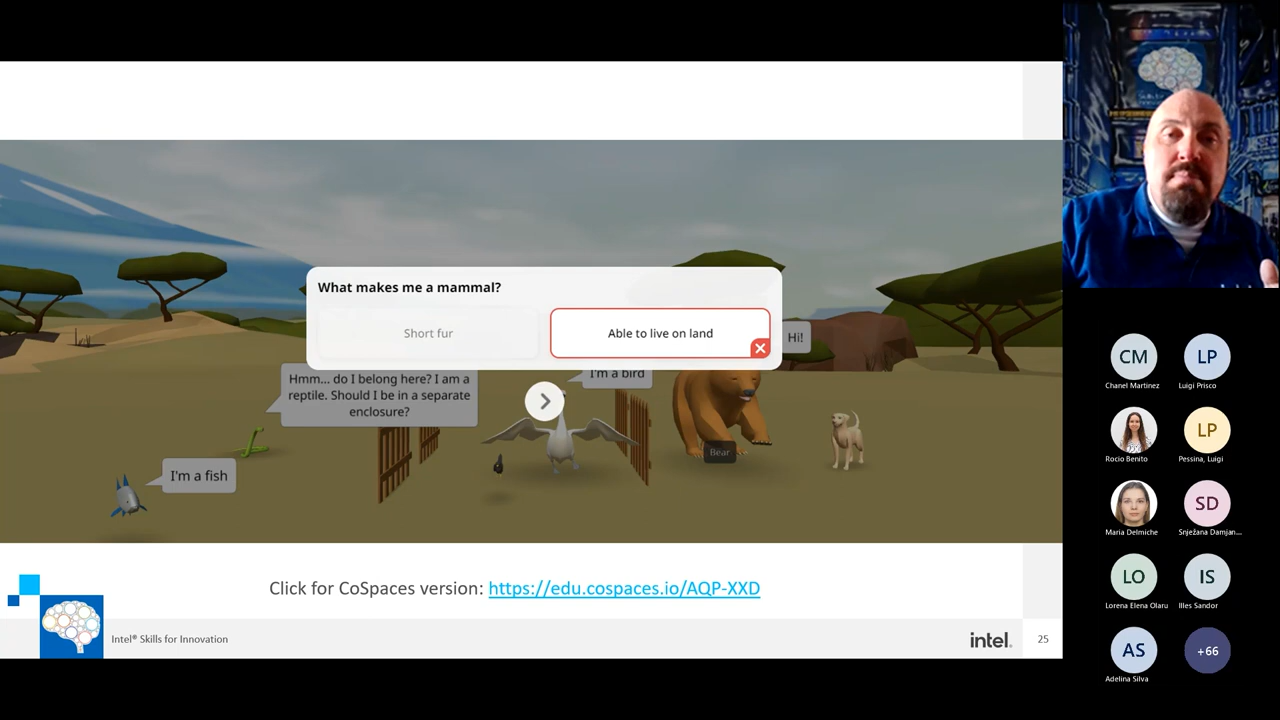 What makes me a mammal?
Short fur
Able to live on land
Hi!
I'm a bird
Hmm... do I belong here? I am a
reptile. Should I be in a separate
enclosure?
Bear
I'm a fish
Click for CoSpaces version: https://edu.cospaces.io/AQP-XXD
Intel® Skills for Innovation
intel.
25
CM
Chanel Martinez
LP
Luigi Prisco
Rocio Benito
LP
Pessina, Luigi
Maria Delmiche
SD
Snježana Damjan...
LO
Lorena Elena Olaru
IS
Illes Sandor
AS
Adelina Silva
+66